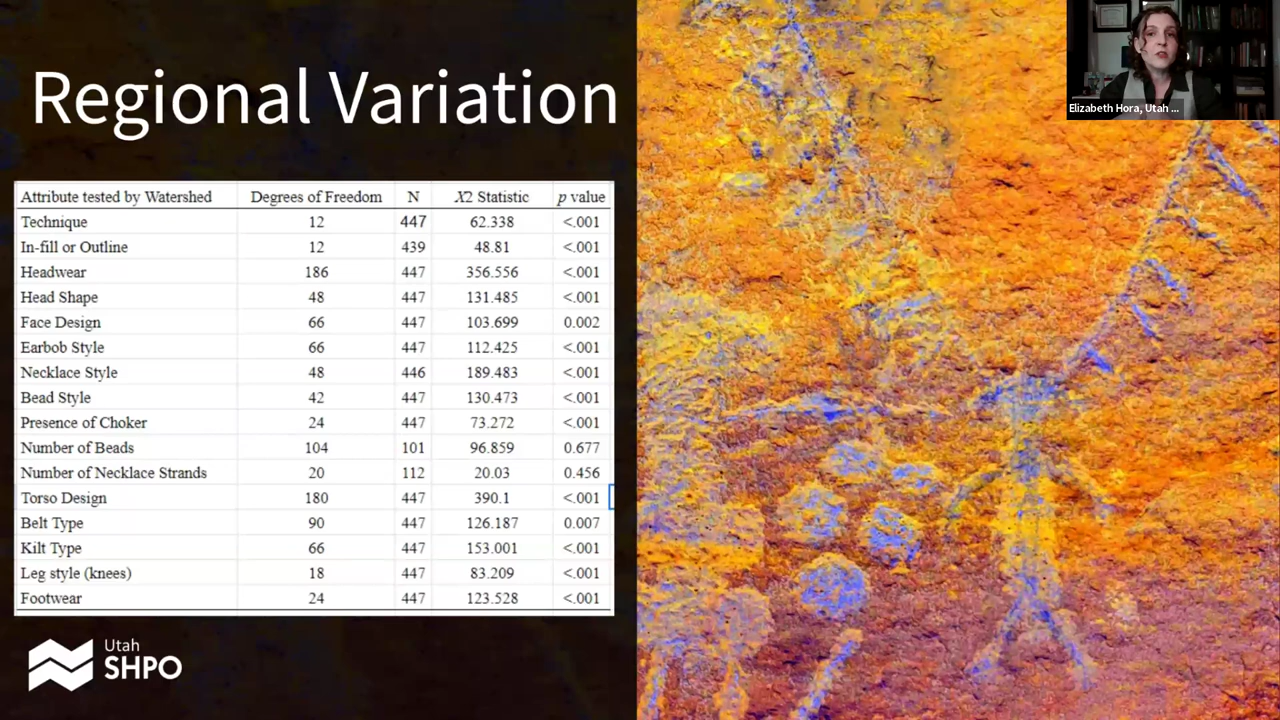 Regional Variation
Elizabeth Hora, Utah ...
Attribute tested by Watershed Degrees of Freedom N X2 Statistic p value
Technique 12 447 62.338 <.001
In-fill or Outline 12 439 48.81 <.001
Headwear 186 447 356.556 <.001
Head Shape 48 447 131.485 <.001
Face Design 66 447 103.699 0.002
Earbob Style 66 447 112.425 <.001
Necklace Style 48 446 189.483 <.001
Bead Style 42 447 130.473 <.001
Presence of Choker 24 447 73.272 <.001
Number of Beads 104 101 96.859 0.677
Number of Necklace Strands 20 112 20.03 0.456
Torso Design 180 447 390.1 <.001
Belt Type 90 447 126.187 0.007
Kilt Type 66 447 153.001 <.001
Leg style (knees) 18 447 83.209 <.001
Footwear 24 447 123.528 <.001
Utah
SHPO